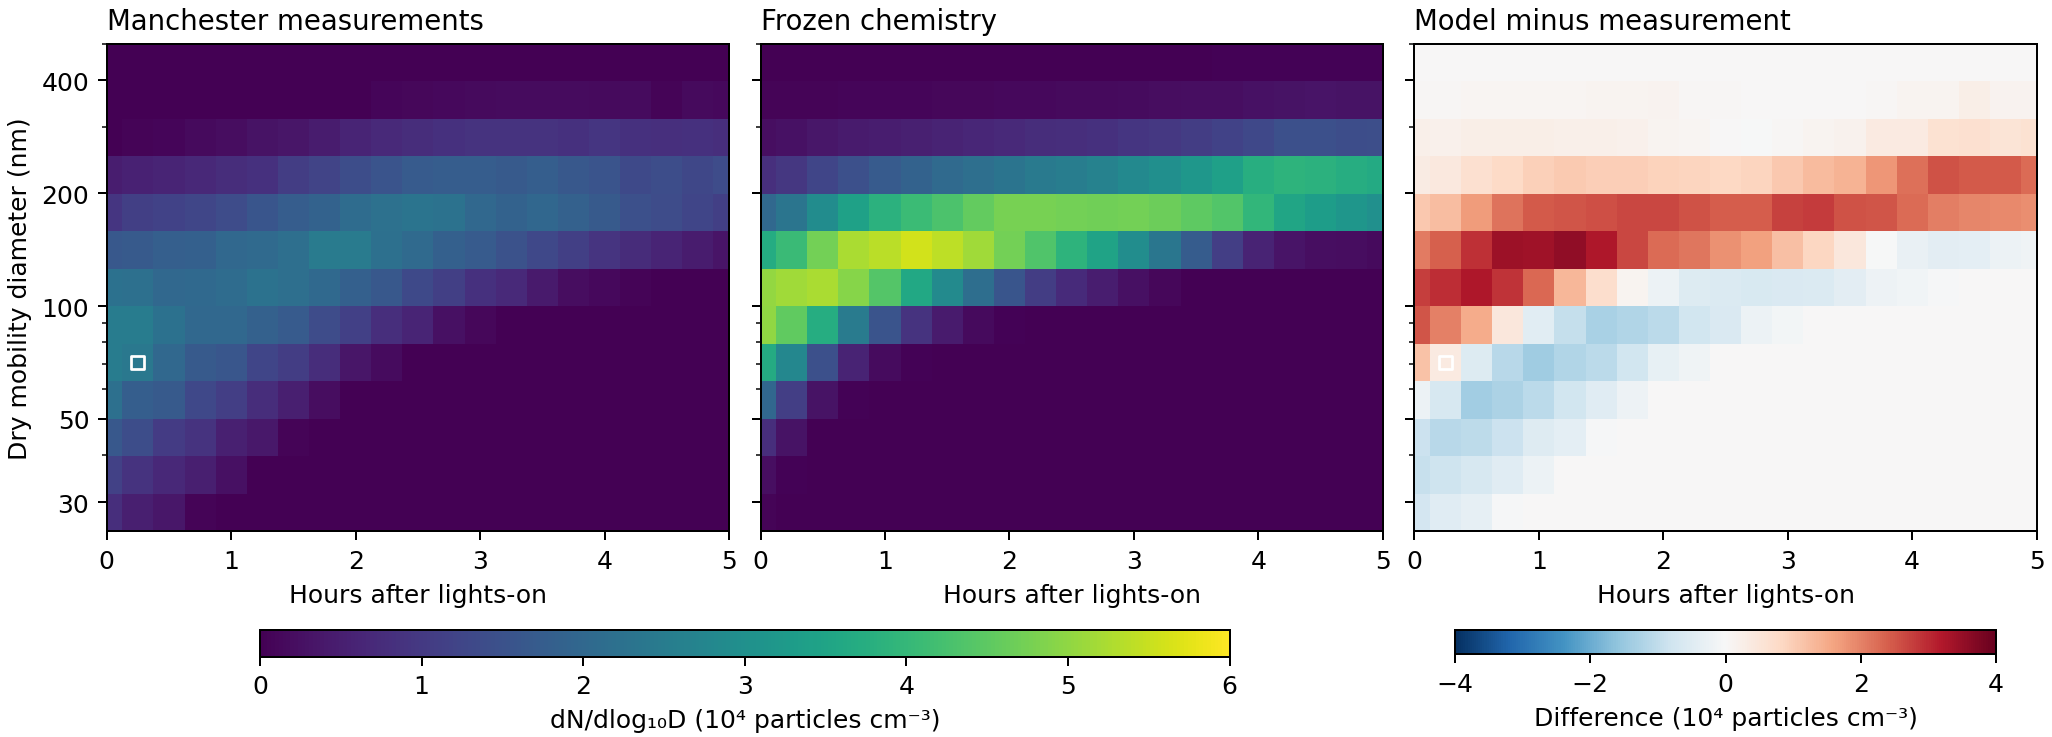 Manchester measurements
Frozen chemistry
Model minus measurement
Dry mobility diameter (nm)
400
200
100
50
30
0 1 2 3 4 5
0 1 2 3 4 5
0 1 2 3 4 5
Hours after lights-on
Hours after lights-on
Hours after lights-on
0 1 2 3 4 5 6
−4 −2 0 2 4
dN/dlog₁₀D (10⁴ particles cm⁻³)
Difference (10⁴ particles cm⁻³)